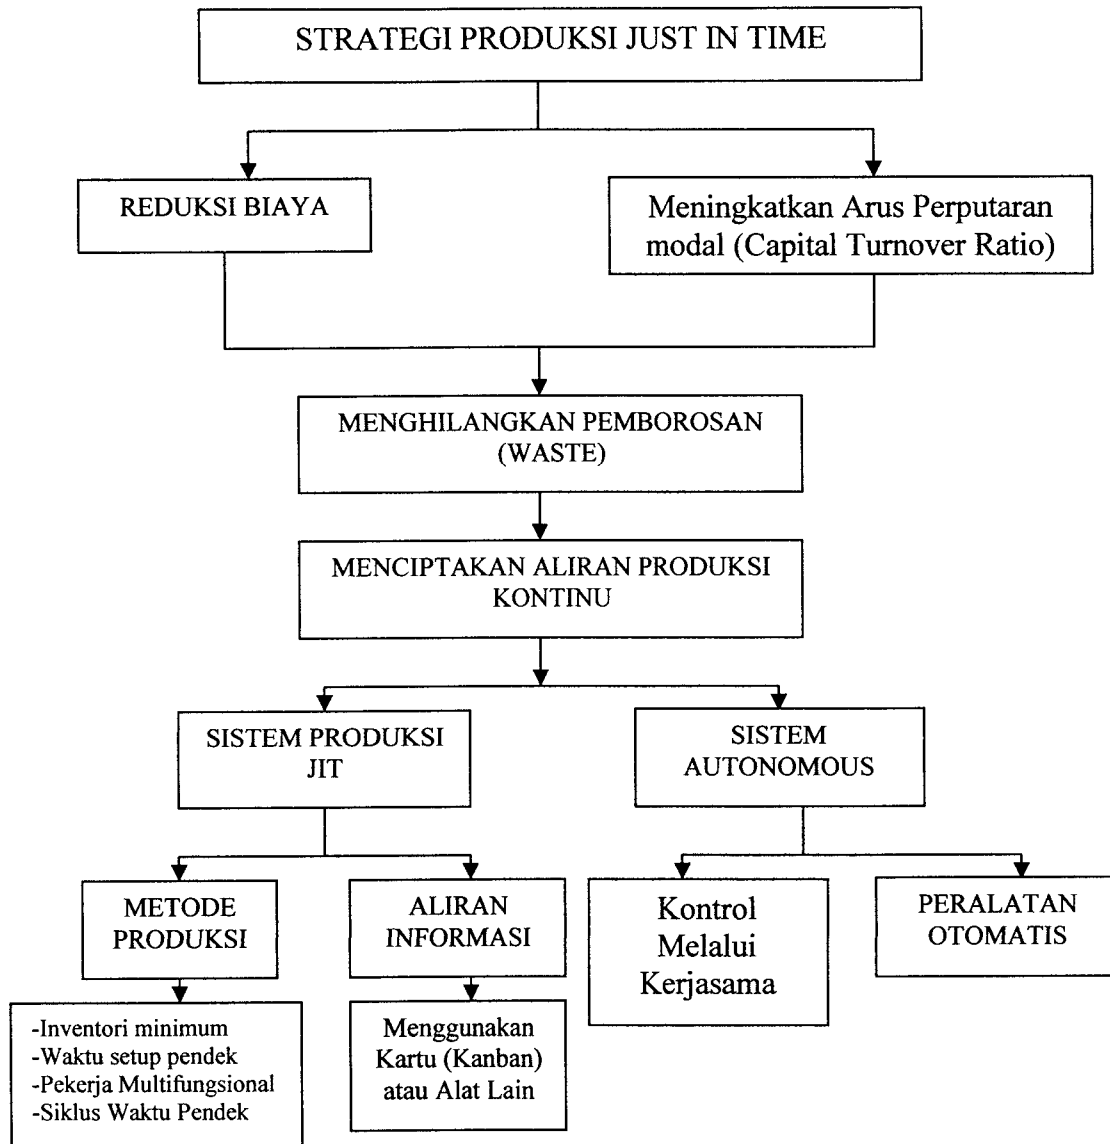 STRATEGI PRODUKSI JUST IN TIME
REDUKSI BIAYA
Meningkatkan Arus Perputaran
modal (Capital Turnover Ratio)
MENGHILANGKAN PEMBOROSAN
(WASTE)
MENCIPTAKAN ALIRAN PRODUKSI
KONTINU
SISTEM PRODUKSI
JIT
SISTEM
AUTONOMOUS
METODE
PRODUKSI
ALIRAN
INFORMASI
Kontrol
Melalui
Kerjasama
PERALATAN
OTOMATIS
-Inventori minimum
-Waktu setup pendek
-Pekerja Multifungsional
-Siklus Waktu Pendek
Menggunakan
Kartu (Kanban)
atau Alat Lain